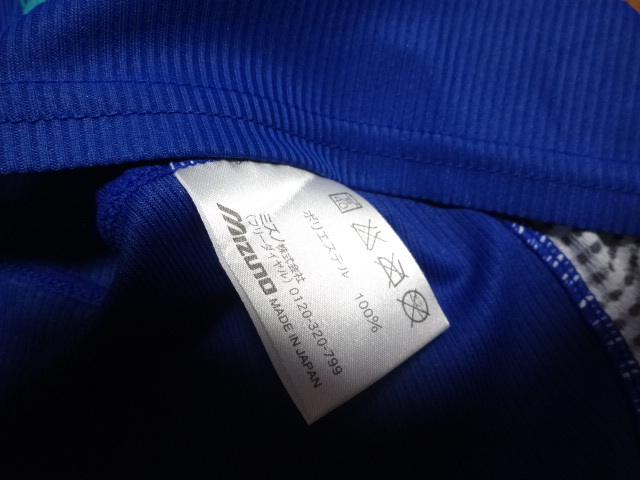 ポリエステル 100%
Mizuno
ミズノ株式会社
(フリーダイヤル) 0120-320-799
MADE IN JAPAN